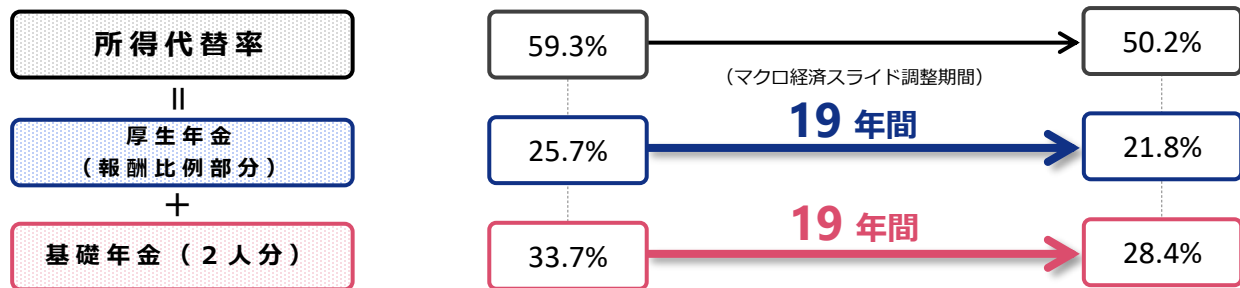 所得代替率
59.3%
50.2%
（マクロ経済スライド調整期間）
||
厚生年金
（報酬比例部分）
25.7%
19 年間
21.8%
＋
基礎年金（2人分）
33.7%
19 年間
28.4%